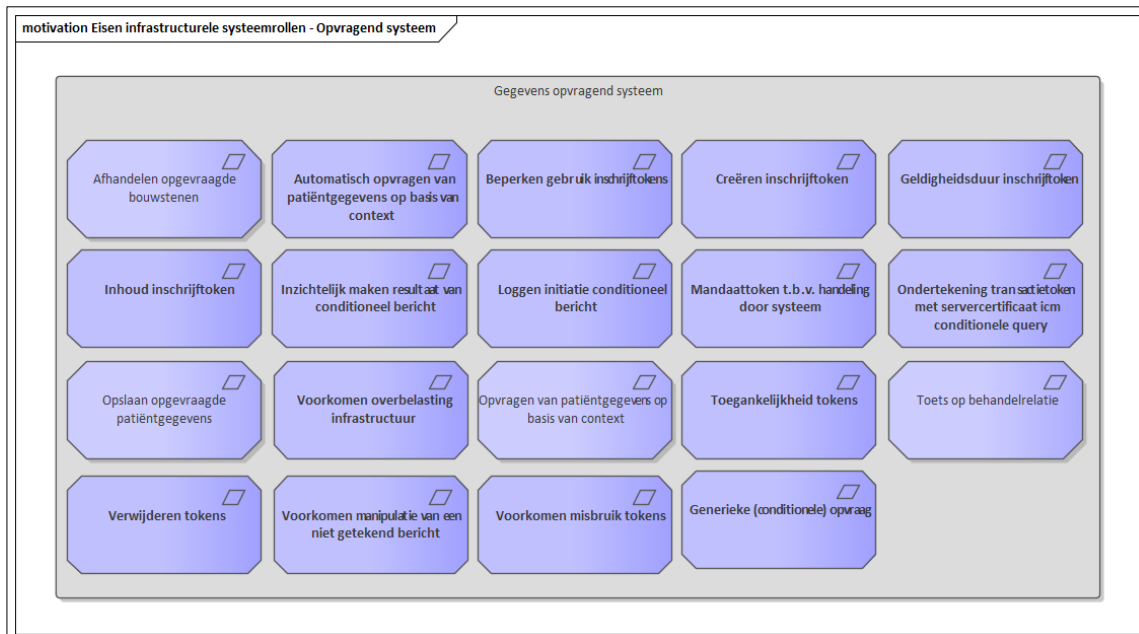 motivation Eisen infrastructurele systeemrollen - Opvragend systeem
Gegevens opvragend systeem
Afhandelen opgevraagde
bouwstenen
Automatisch opvragen van
patiëntgegevens op basis van
context
Beperken gebruik inschrijftokens
Creëren inschrijftoken
Geldigheidsduur inschrijftoken
Inhoud inschrijftoken
Inzichtelijk maken resultaat van
conditioneel bericht
Loggen initiatie conditioneel
bericht
Mandaattoken t.b.v. handeling
door systeem
Ondertekening transactietoken
met servercertificaat icm
conditionele query
Opslaan opgevraagde
patiëntgegevens
Voorkomen overbelasting
infrastructuur
Opvragen van patiëntgegevens op
basis van context
Toegankelijkheid tokens
Toets op behandelrelatie
Verwijderen tokens
Voorkomen manipulatie van een
niet getekend bericht
Voorkomen misbruik tokens
Generieke (conditionele) opvraag